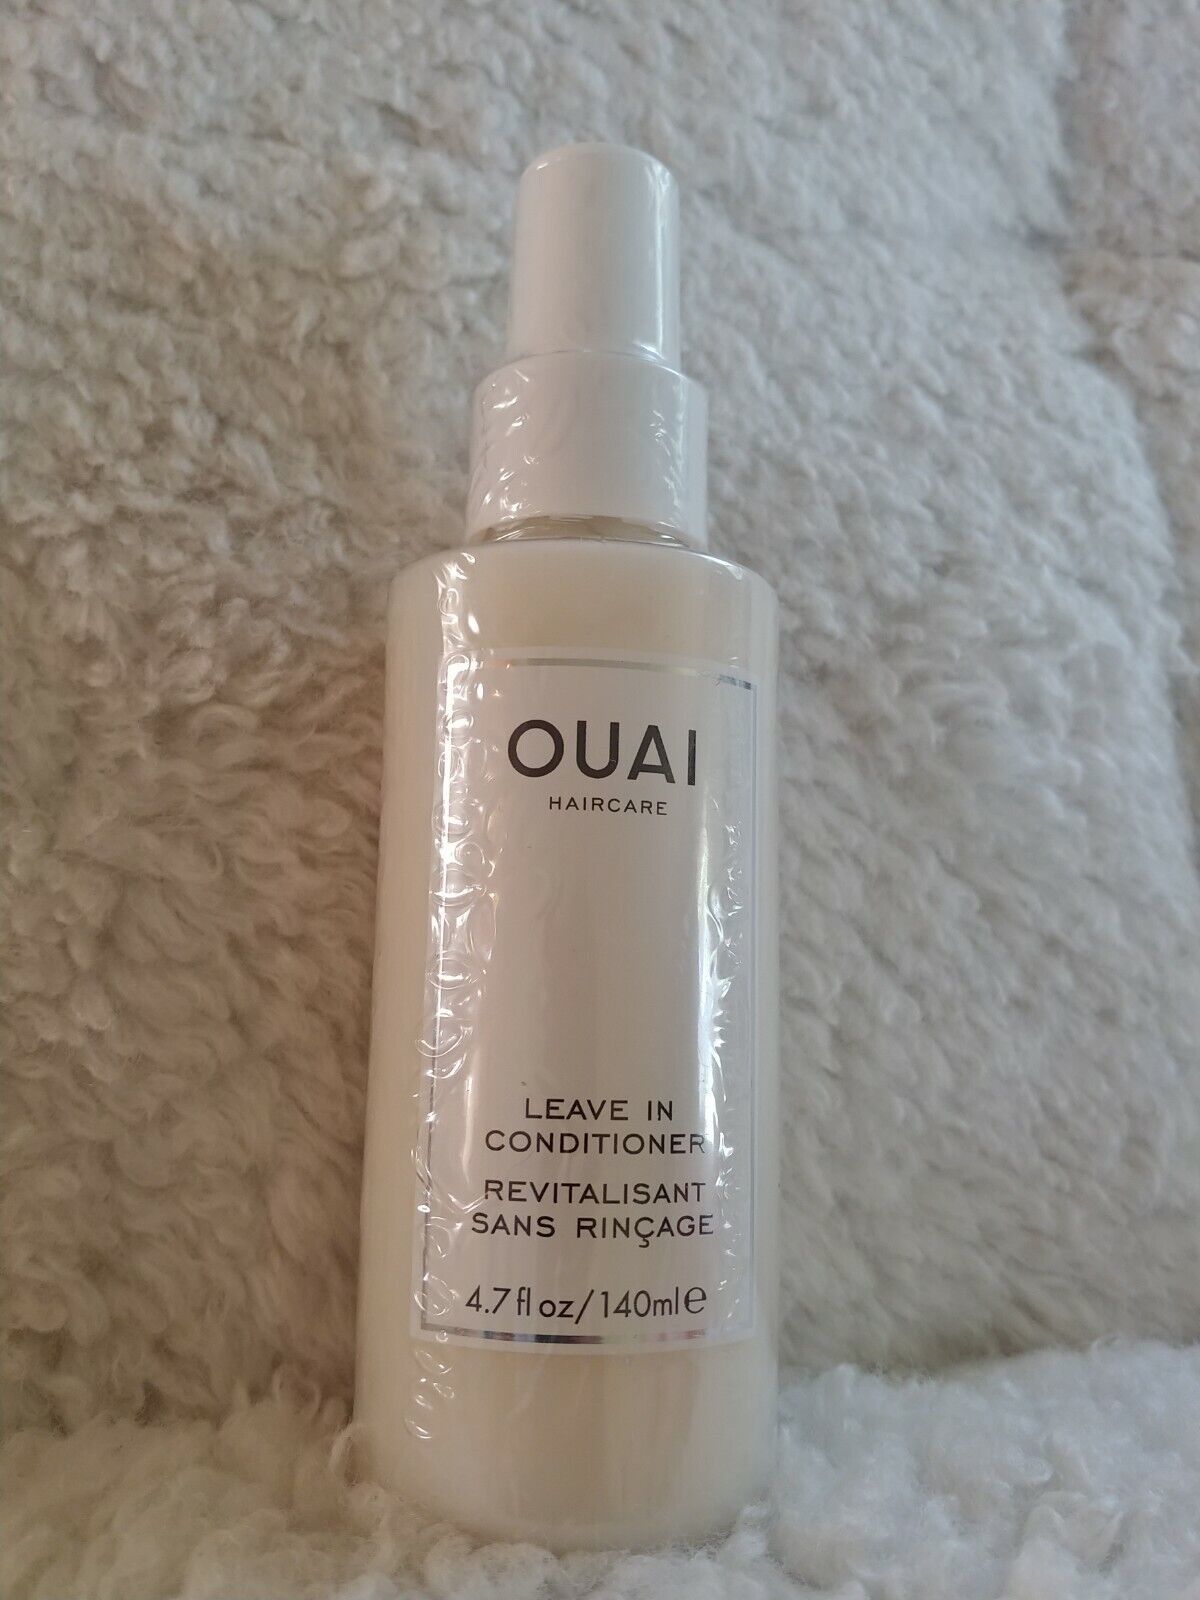 OUAI
HAIRCARE
LEAVE IN
CONDITIONER
REVITALISANT
SANS RINÇAGE
4.7 fl oz/140ml℮